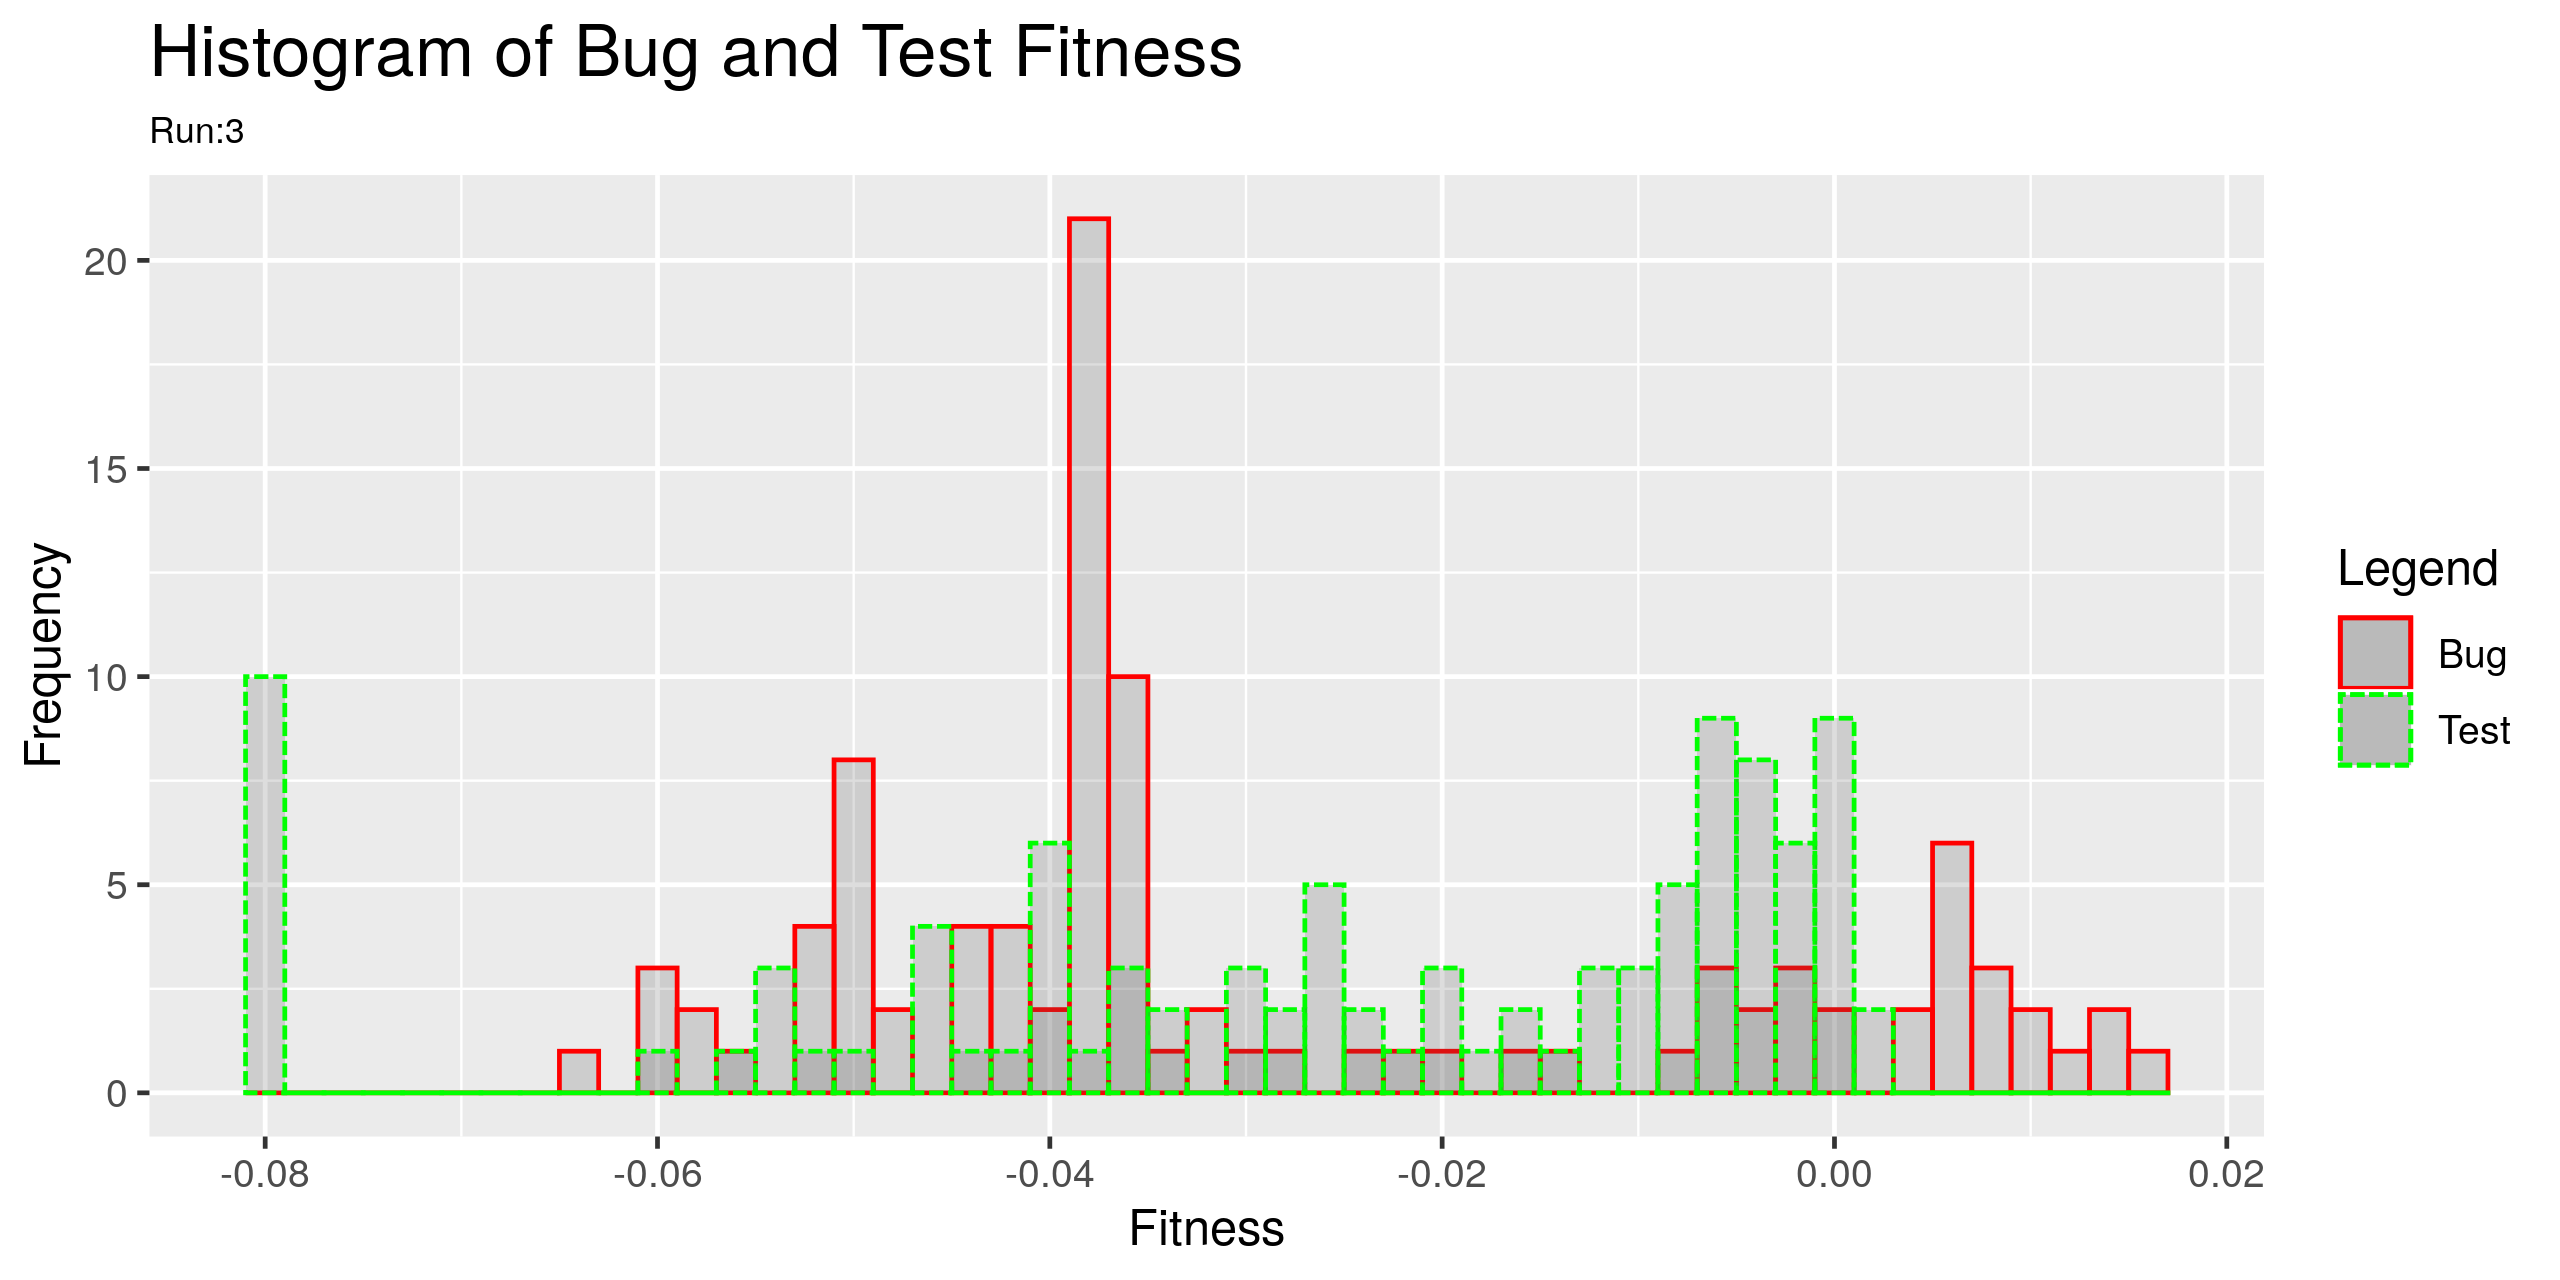 Histogram of Bug and Test Fitness
Run:3
Frequency
20
15
10
5
0
-0.08
-0.06
-0.04
-0.02
0.00
0.02
Fitness
Legend
Bug
Test